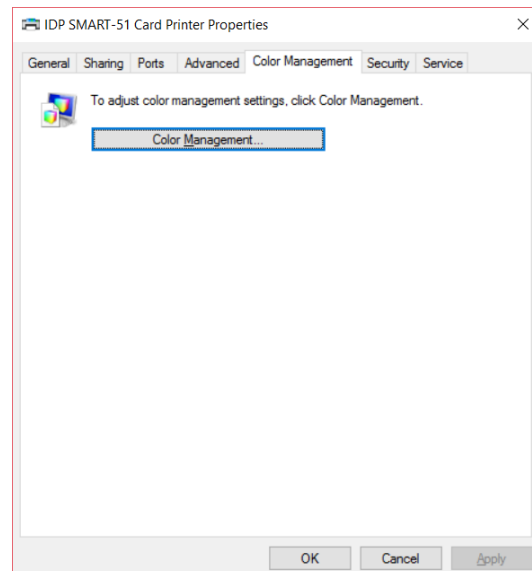 IDP SMART-51 Card Printer Properties
General Sharing Ports Advanced Color Management Security Service
To adjust color management settings, click Color Management.
Color Management...
OK Cancel Apply